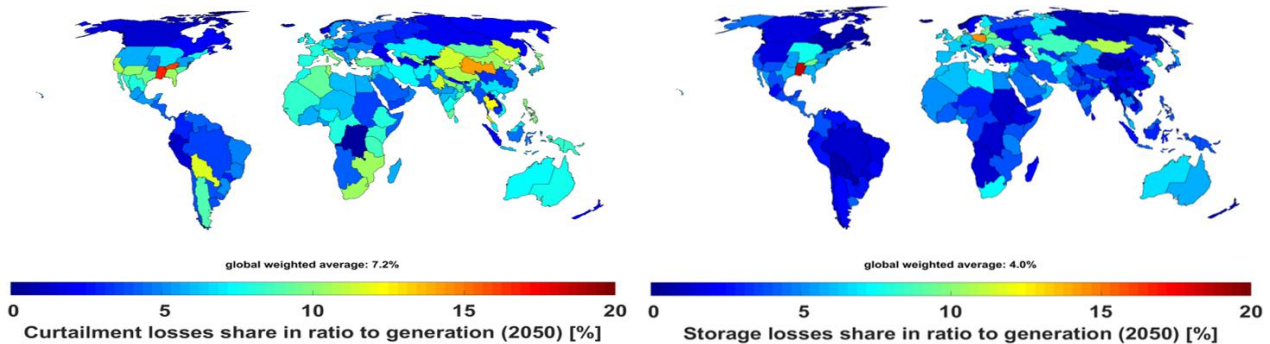 global weighted average: 7.2%
0 5 10 15 20
Curtailment losses share in ratio to generation (2050) [%]
global weighted average: 4.0%
0 5 10 15 20
Storage losses share in ratio to generation (2050) [%]